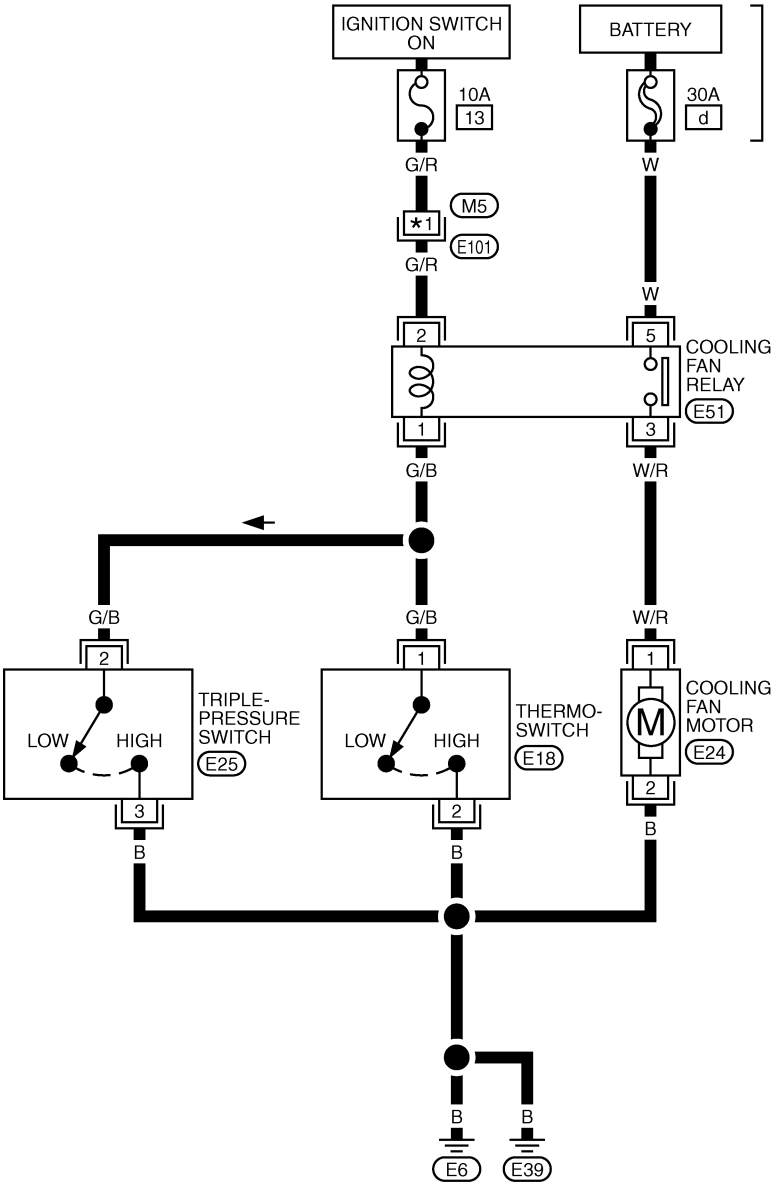 IGNITION SWITCH
ON
BATTERY
10A
13
30A
d
G/R
W
*1
M5
E101
G/R
W
2
5
COOLING
FAN
RELAY
E51
1
3
G/B
W/R
G/B
G/B
W/R
2
1
1
TRIPLE-
PRESSURE
SWITCH
E25
LOW
HIGH
THERMO-
SWITCH
E18
LOW
HIGH
COOLING
FAN
MOTOR
E24
M
3
2
2
B
B
B
B
B
E6
E39